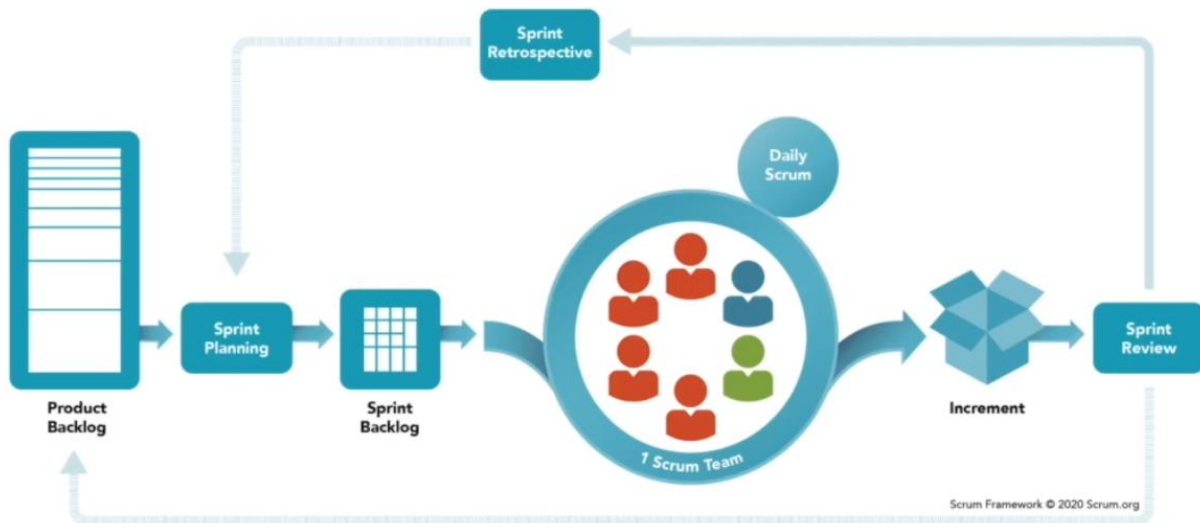 Sprint
Retrospective
Daily
Scrum
Sprint
Planning
Sprint
Review
Product
Backlog
Sprint
Backlog
Increment
1 Scrum Team
Scrum Framework © 2020 Scrum.org